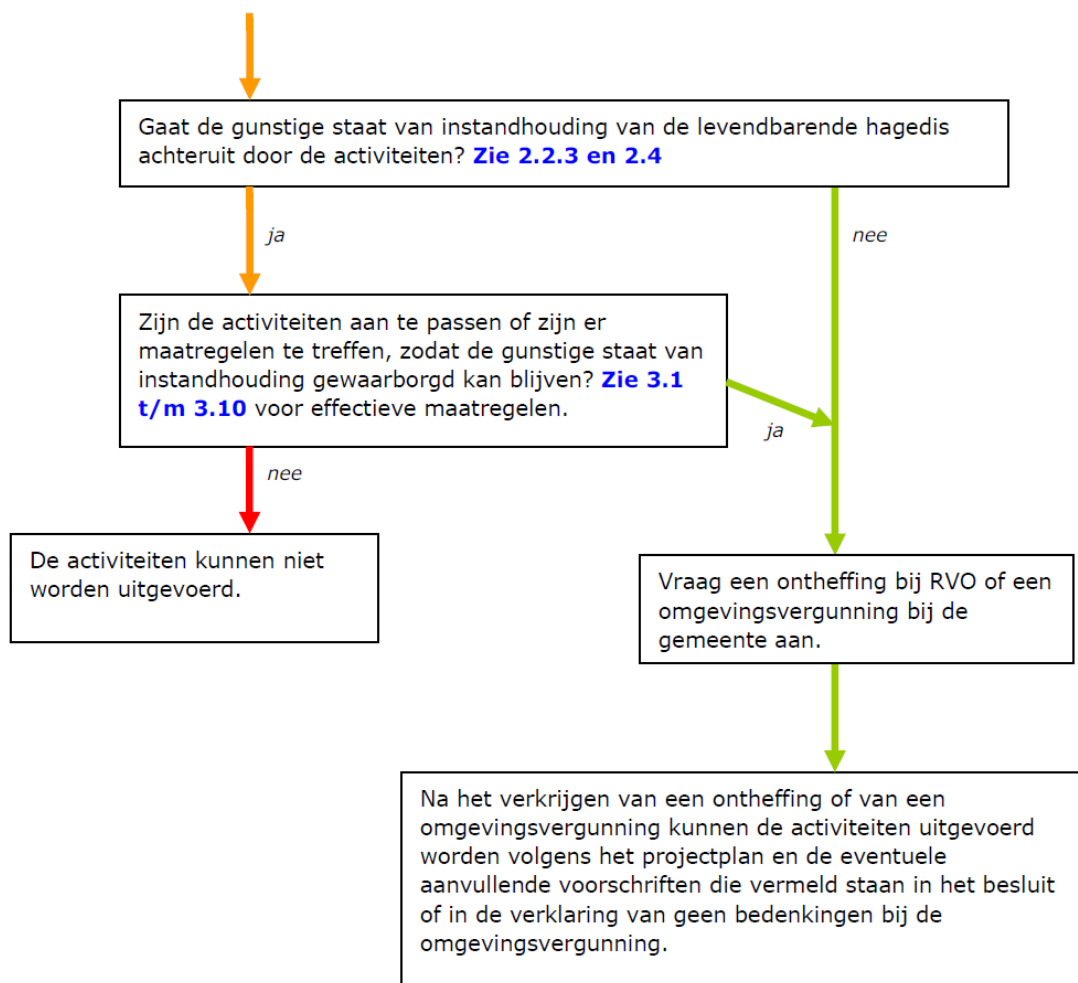 Gaat de gunstige staat van instandhouding van de levendbarende hagedis
achteruit door de activiteiten? Zie 2.2.3 en 2.4
ja
nee
Zijn de activiteiten aan te passen of zijn er
maatregelen te treffen, zodat de gunstige staat van
instandhouding gewaarborgd kan blijven? Zie 3.1
t/m 3.10 voor effectieve maatregelen.
ja
nee
De activiteiten kunnen niet
worden uitgevoerd.
Vraag een ontheffing bij RVO of een
omgevingsvergunning bij de
gemeente aan.
Na het verkrijgen van een ontheffing of van een
omgevingsvergunning kunnen de activiteiten uitgevoerd
worden volgens het projectplan en de eventuele
aanvullende voorschriften die vermeld staan in het besluit
of in de verklaring van geen bedenkingen bij de
omgevingsvergunning.